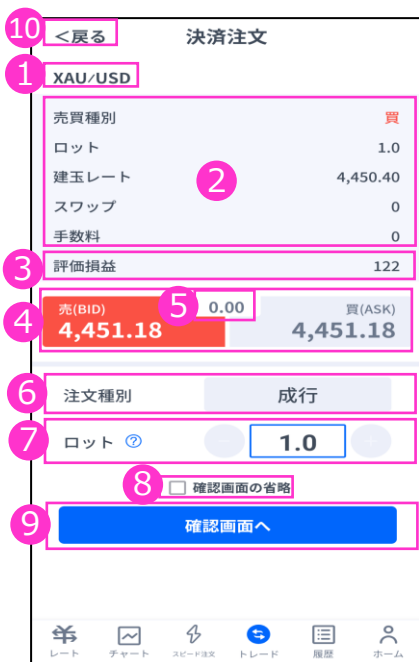 10 <戻る 決済注文
1 XAU/USD
売買種別 買
ロット 1.0
建玉レート 2 4,450.40
スワップ 0
手数料 0
3 評価損益 122
4 売(BID) 5 0.00 買(ASK)
4,451.18 4,451.18
6 注文種別 成行
7 ロット ? － 1.0 +
8 確認画面の省略
9 確認画面へ
レート チャート スピード注文 トレード 履歴 ホーム